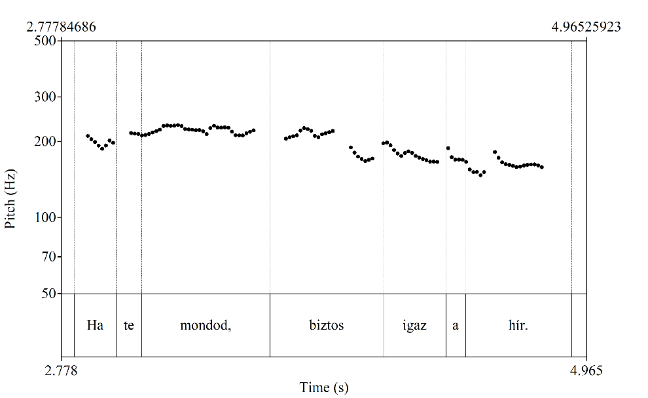 2.77784686 4.96525923
500
300
200
Pitch (Hz)
100
70
50
Ha te mondod, biztos igaz a hír.
2.778 4.965
Time (s)